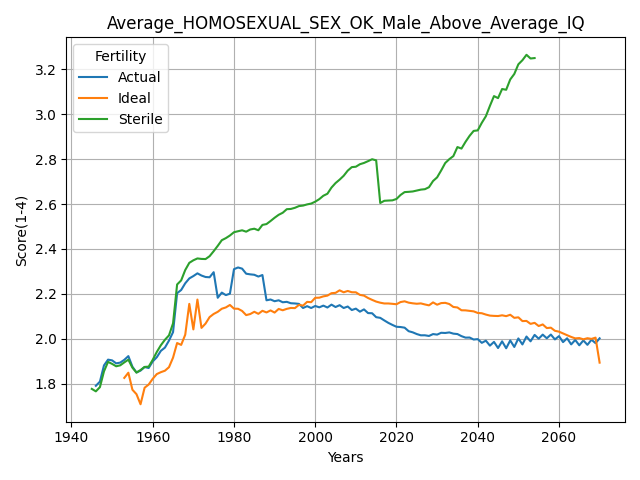 Average_HOMOSEXUAL_SEX_OK_Male_Above_Average_IQ
Fertility
Actual
Ideal
Sterile
Score(1-4)
3.2
3.0
2.8
2.6
2.4
2.2
2.0
1.8
1940
1960
1980
2000
2020
2040
2060
Years